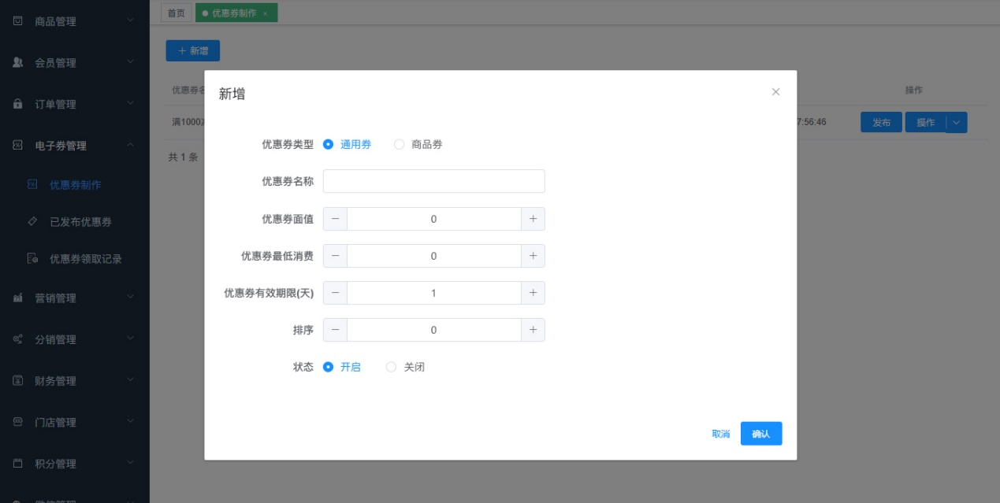 商品管理
会员管理
订单管理
电子券管理
优惠券制作
已发布优惠券
优惠券领取记录
营销管理
分销管理
财务管理
门店管理
积分管理
首页
优惠券制作 ×
+ 新增
优惠券
操作
满1000
7:56:46
发布
操作
共 1 条
新增
优惠券类型 通用券 商品券
优惠券名称
优惠券面值 － 0 +
优惠券最低消费 － 0 +
优惠券有效期限(天) － 1 +
排序 － 0 +
状态 开启 关闭
取消 确认